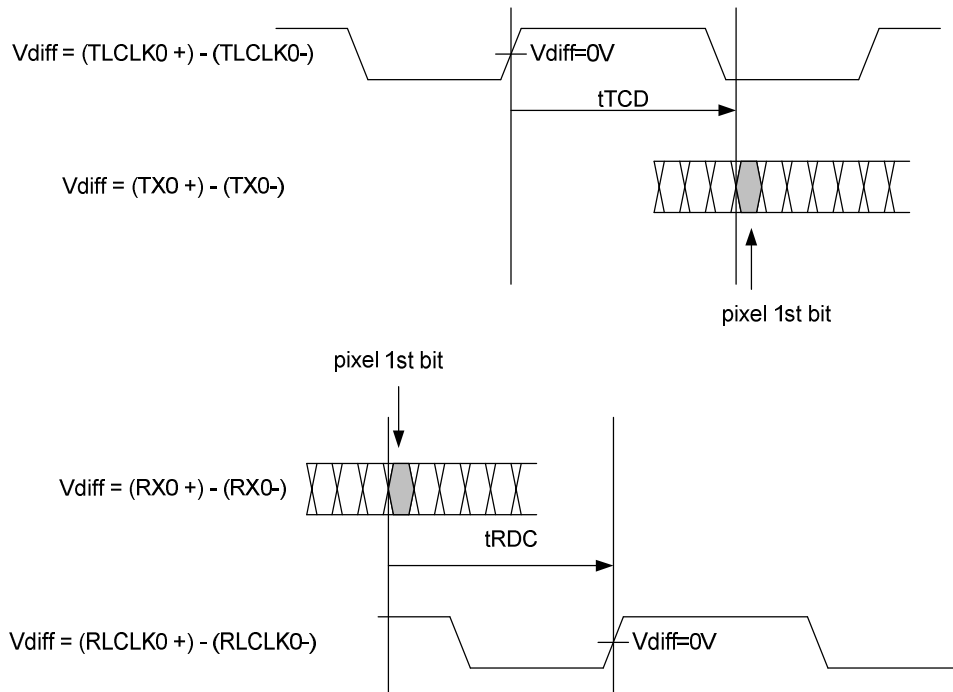 Vdiff = (TLCLK0 +) - (TLCLK0-)
Vdiff=0V
tTCD
Vdiff = (TX0 +) - (TX0-)
pixel 1st bit
pixel 1st bit
Vdiff = (RX0 +) - (RX0-)
tRDC
Vdiff = (RLCLK0 +) - (RLCLK0-)
Vdiff=0V